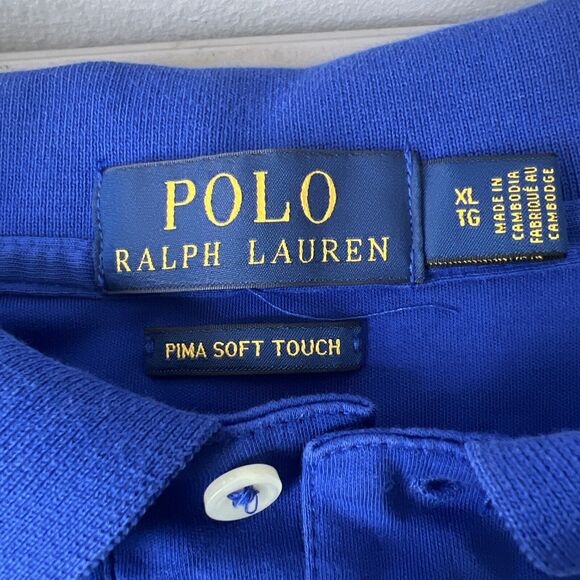 POLO
RALPH LAUREN
XL
TG
MADE IN
CAMBODIA
FABRIQUÉ AU
CAMBODGE
PIMA SOFT TOUCH